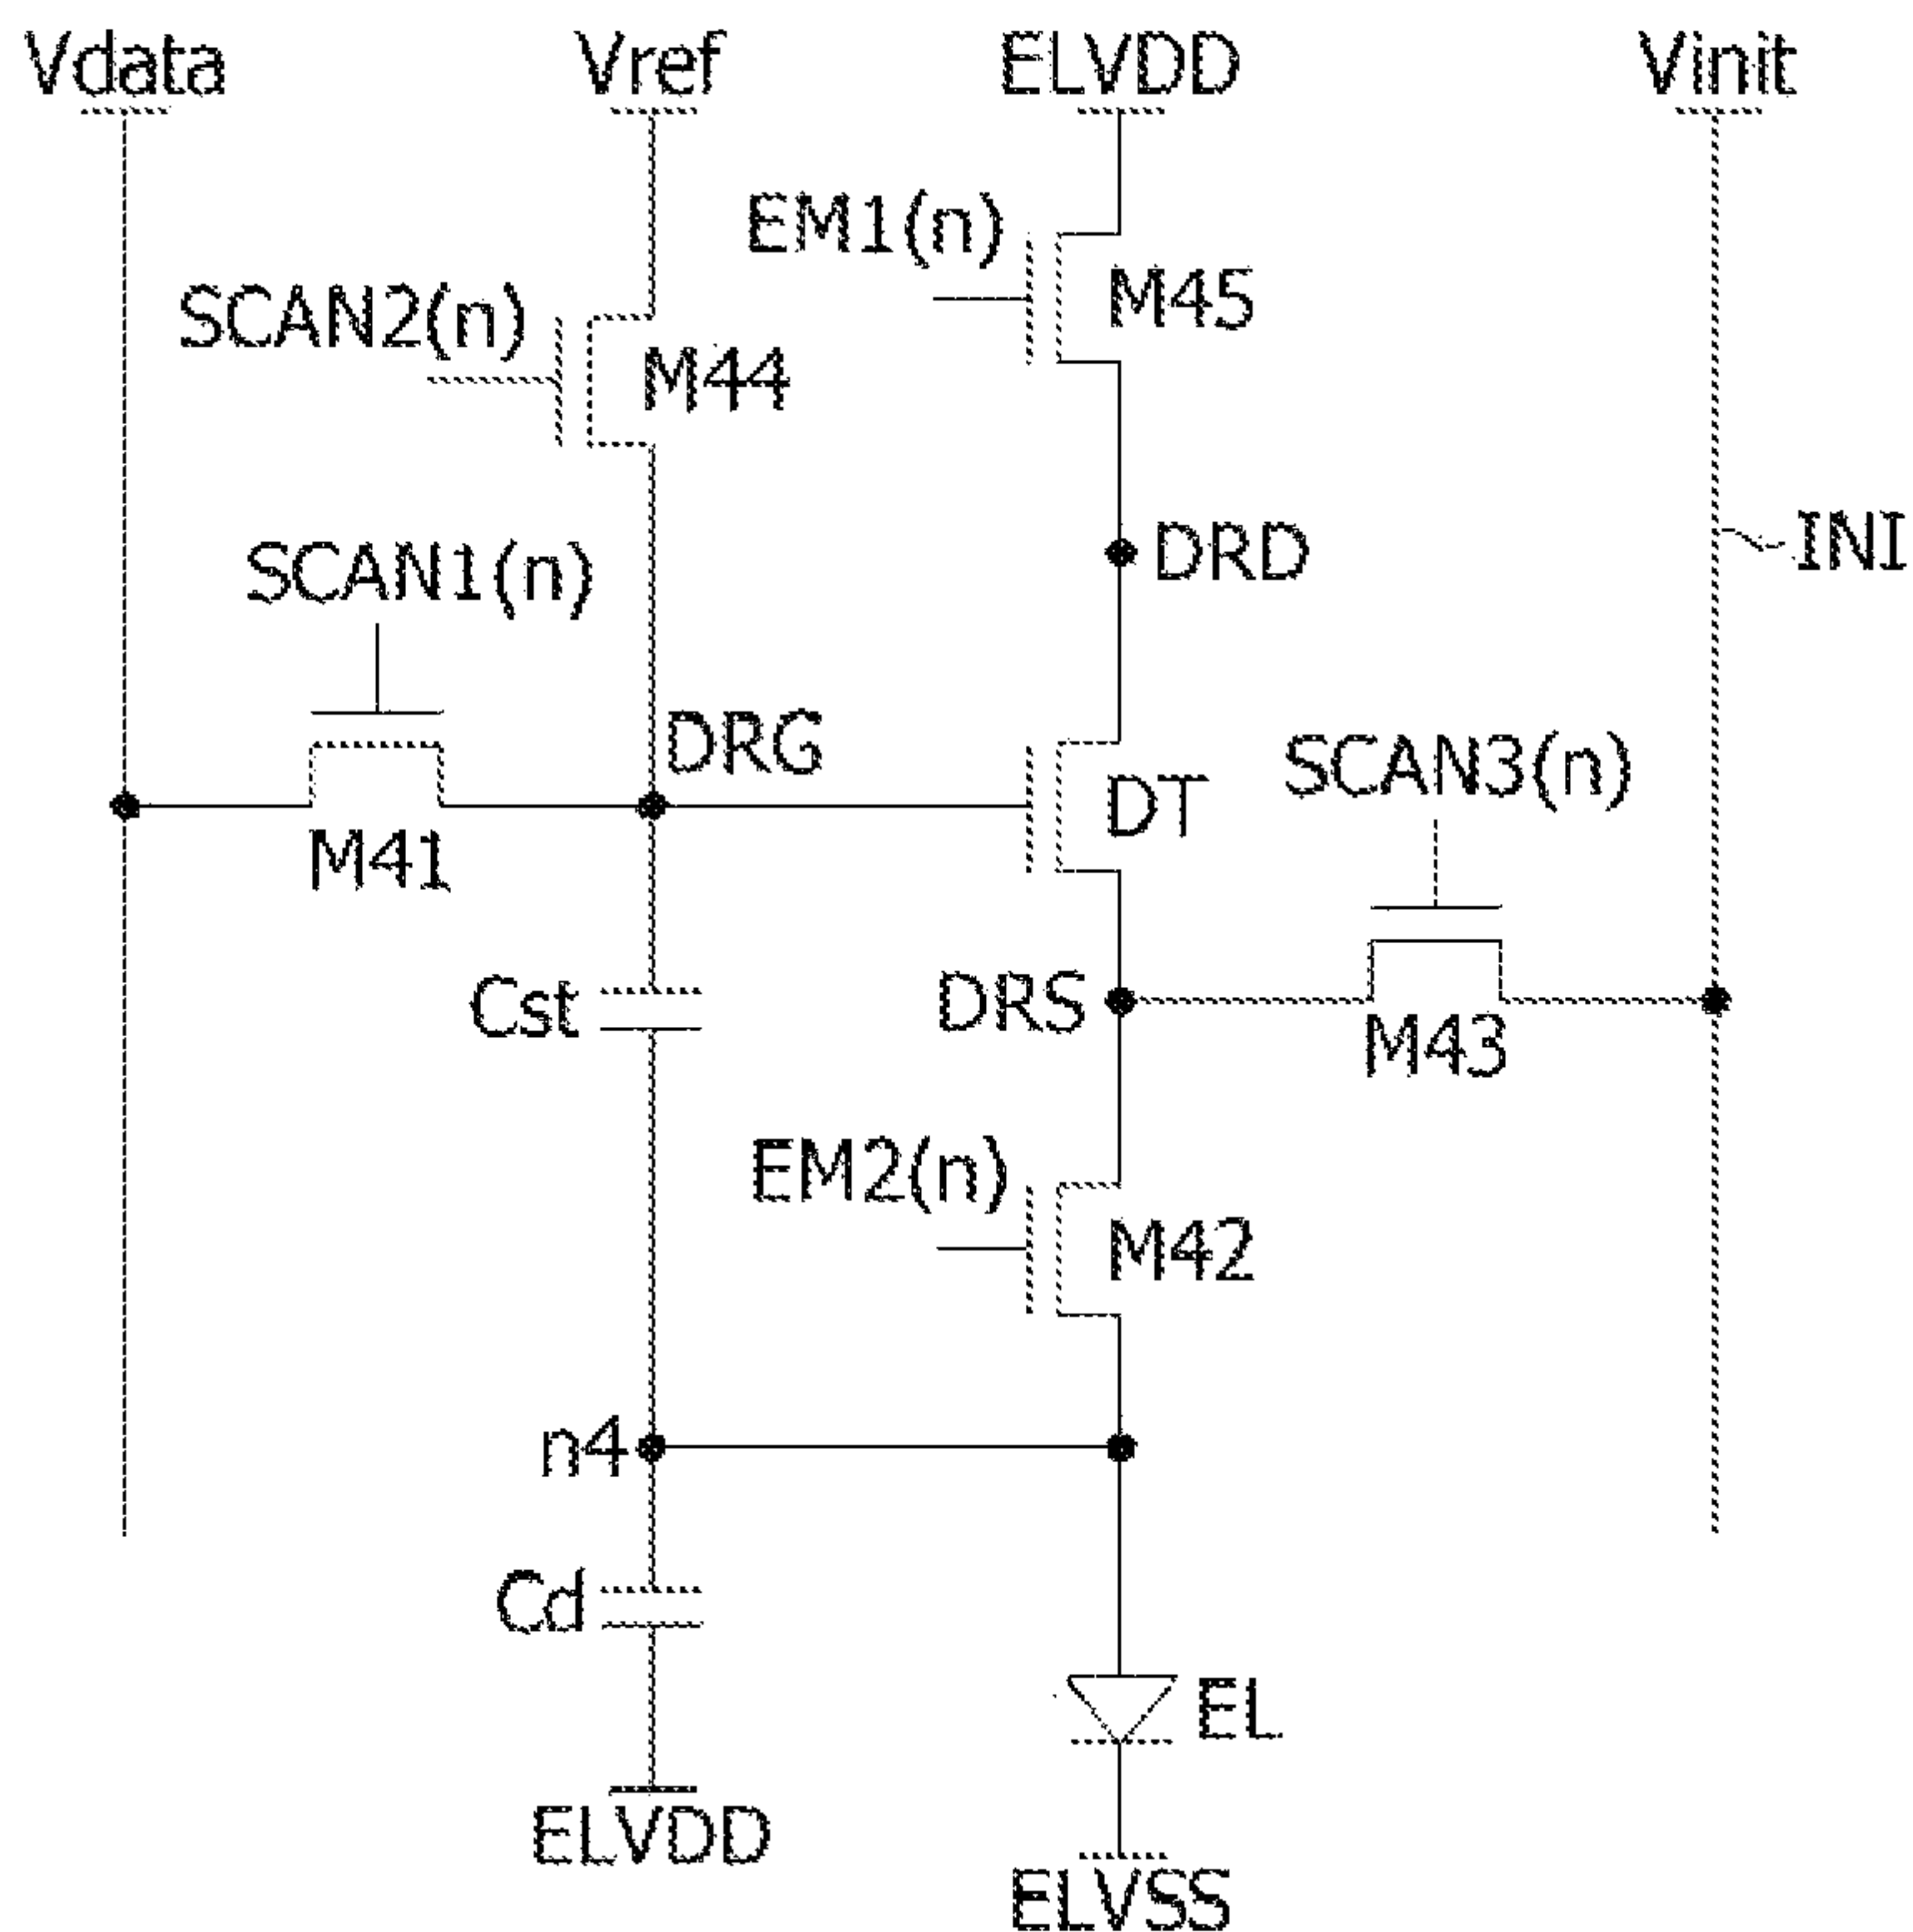 Vdata
Vref
ELVDD
Vinit
EM1(n)
M45
SCAN2(n)
M44
DRD
INI
SCAN1(n)
DRG
DT
SCAN3(n)
M41
Cst
DRS
M43
EM2(n)
M42
n4
Cd
EL
ELVDD
ELVSS